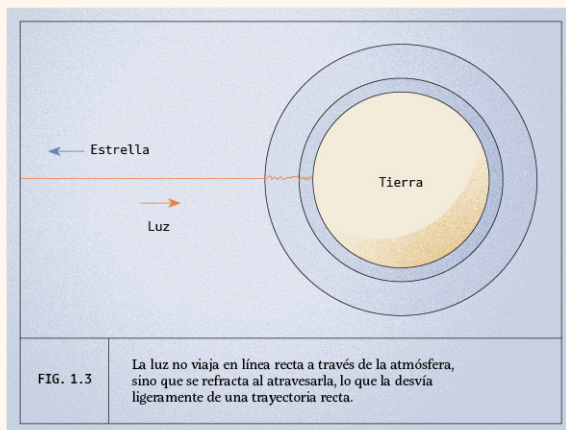 Estrella
Tierra
Luz
FIG. 1.3
La luz no viaja en línea recta a través de la atmósfera,
sino que se refracta al atravesarla, lo que la desvía
ligeramente de una trayectoria recta.